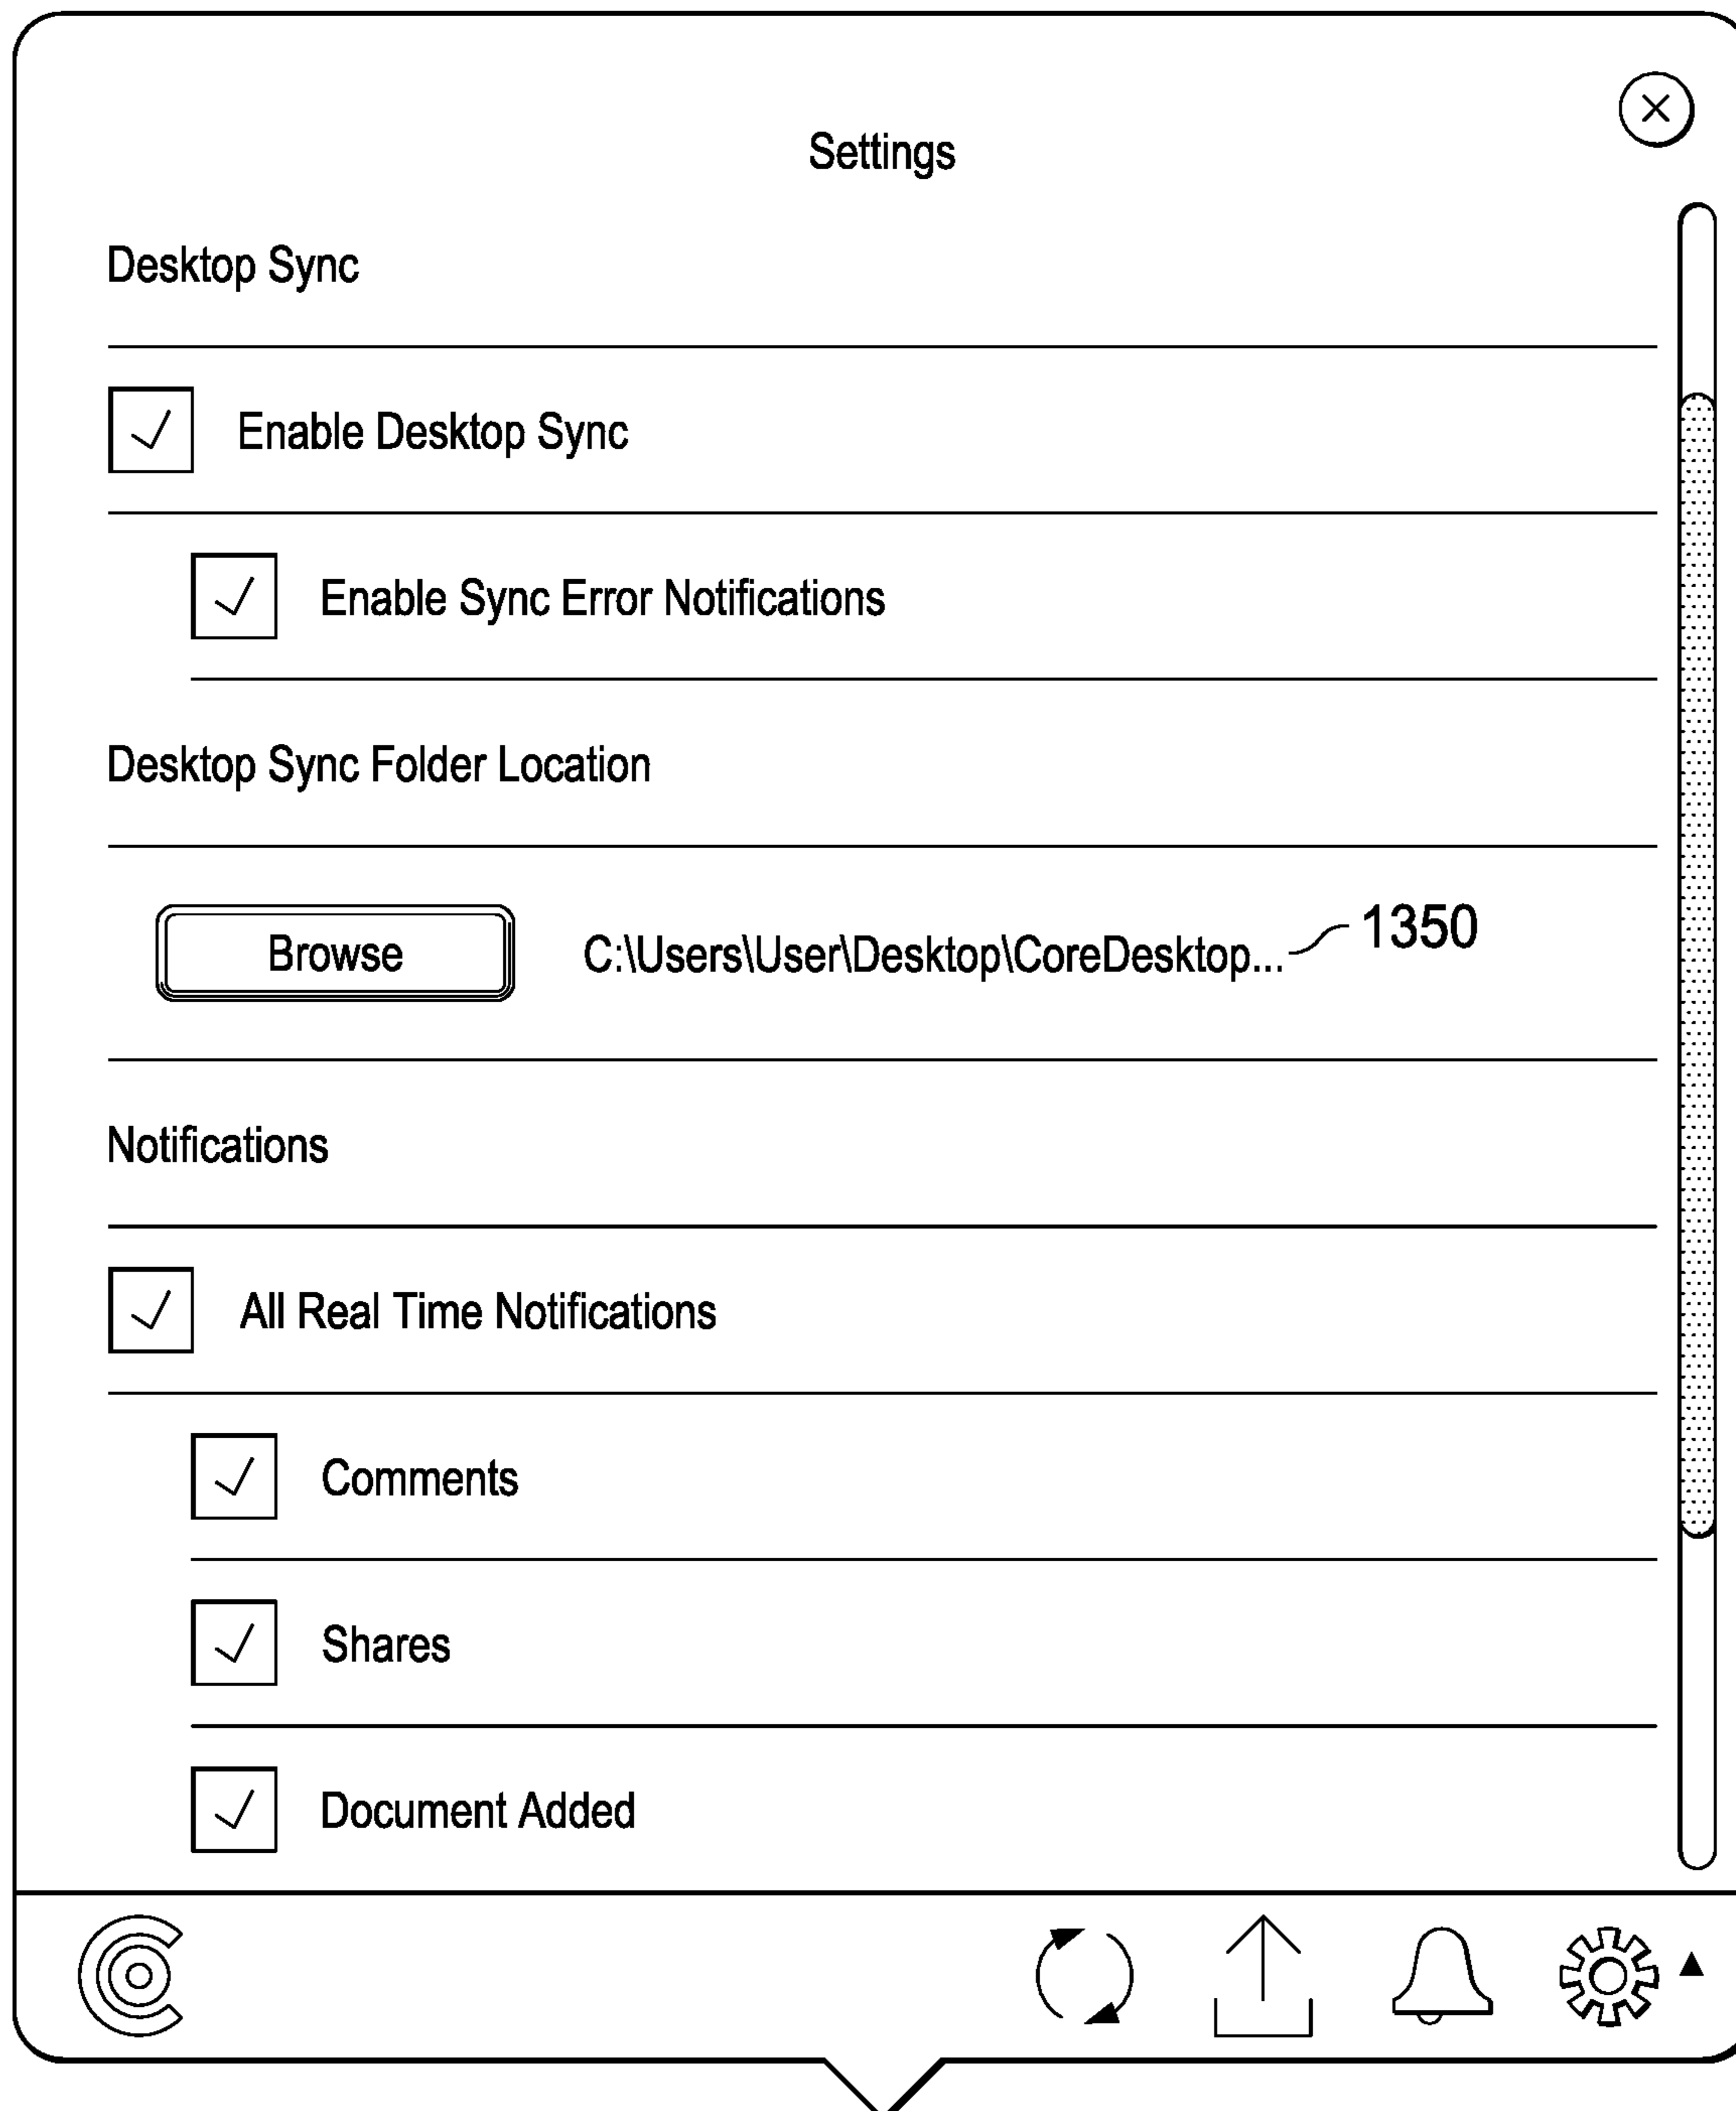 Settings
Desktop Sync
Enable Desktop Sync
Enable Sync Error Notifications
Desktop Sync Folder Location
Browse C:\Users\User\Desktop\CoreDesktop... 1350
Notifications
All Real Time Notifications
Comments
Shares
Document Added